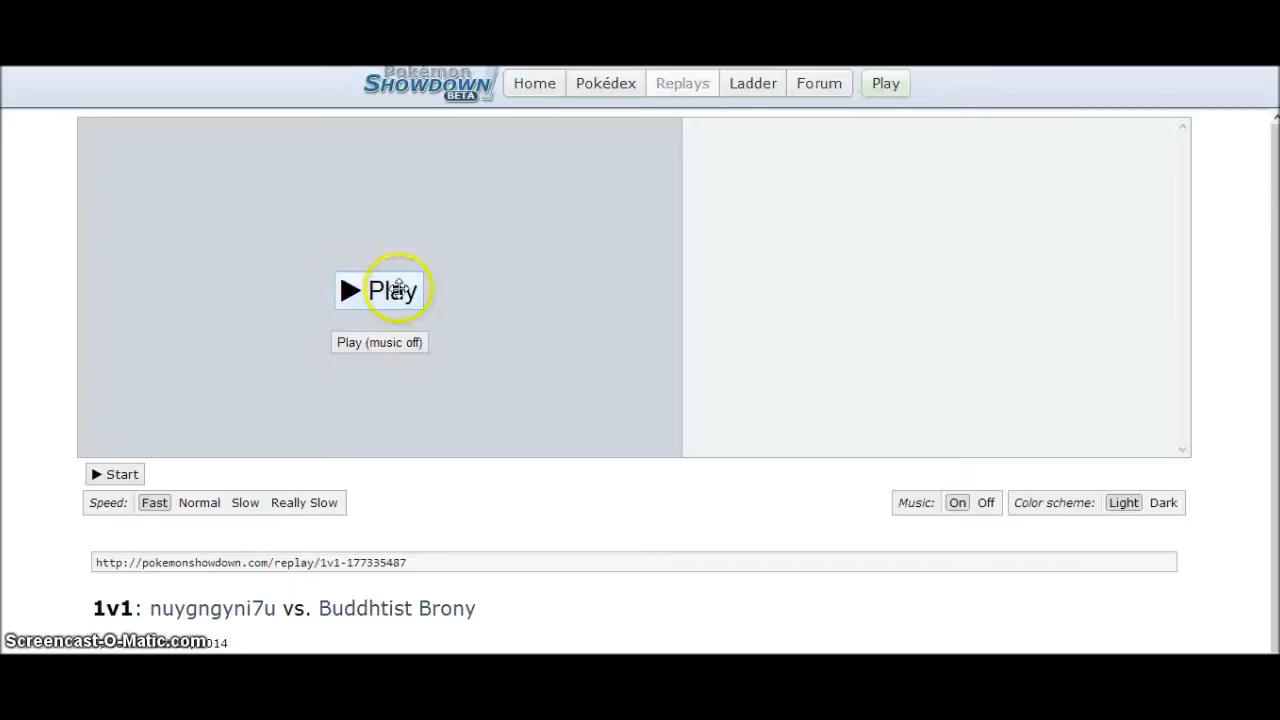 Pokémon
SHOWDOWN
BETA
Home
Pokédex
Replays
Ladder
Forum
Play
Play
Play (music off)
Start
Speed: Fast Normal Slow Really Slow
Music: On Off
Color scheme: Light Dark
http://pokemonshowdown.com/replay/1v1-177335487
1v1: nuygngyni7u vs. Buddhtist Brony
Screencast-O-Matic.com
2014